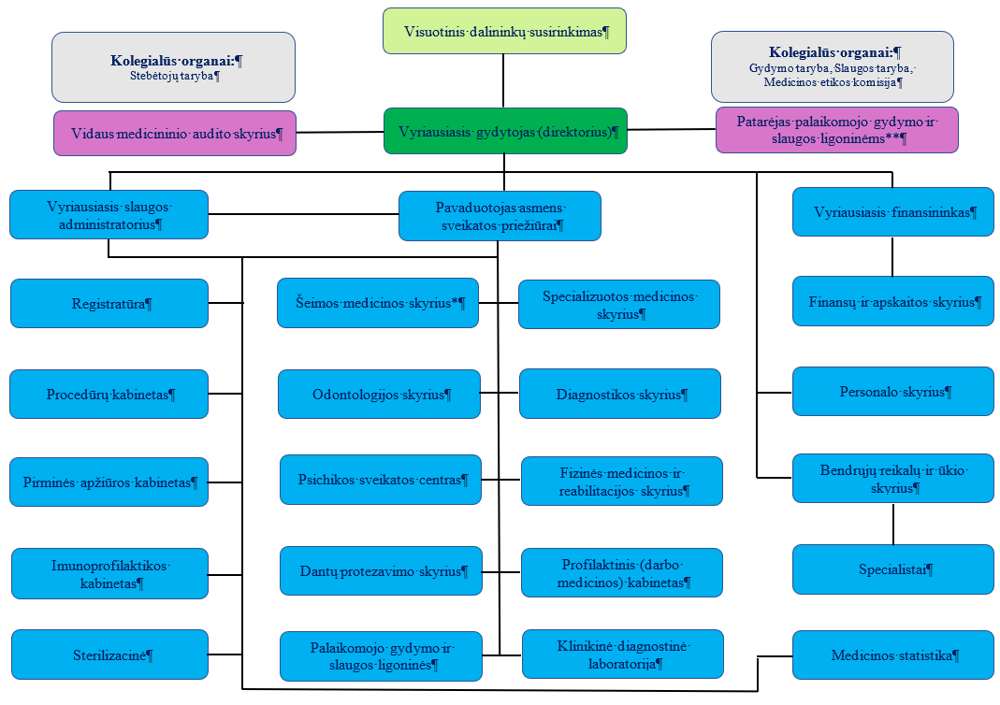 Visuotinis·dalininkų·susirinkimas¶
Kolegialūs·organai:¶
Stebėtojų·taryba¶
Kolegialūs·organai:¶
Gydymo·taryba,·Slaugos·taryba,·
Medicinos·etikos·komisija¶
Vidaus·medicininio·audito·skyrius¶
Vyriausiasis·gydytojas·(direktorius)¶
Patarėjas·palaikomojo·gydymo·ir·
slaugos·ligoninėms**¶
Vyriausiasis·slaugos·
administratorius¶
Pavaduotojas·asmens·
sveikatos·priežiūrai¶
Vyriausiasis·finansininkas¶
Registratūra¶
Šeimos·medicinos·skyrius*¶
Specializuotos·medicinos·
skyrius¶
Finansų·ir·apskaitos·skyrius¶
Procedūrų·kabinetas¶
Odontologijos·skyrius¶
Diagnostikos·skyrius¶
Personalo·skyrius¶
Pirminės·apžiūros·kabinetas¶
Psichikos·sveikatos·centras¶
Fizinės·medicinos·ir·
reabilitacijos·skyrius¶
Bendrųjų·reikalų·ir·ūkio·
skyrius¶
Imunoprofilaktikos·
kabinetas¶
Dantų·protezavimo·skyrius¶
Profilaktinis·(darbo·
medicinos)·kabinetas¶
Specialistai¶
Sterilizacinė¶
Palaikomojo·gydymo·ir·
slaugos·ligoninės¶
Klinikinė·diagnostinė·
laboratorija¶
Medicinos·statistika¶